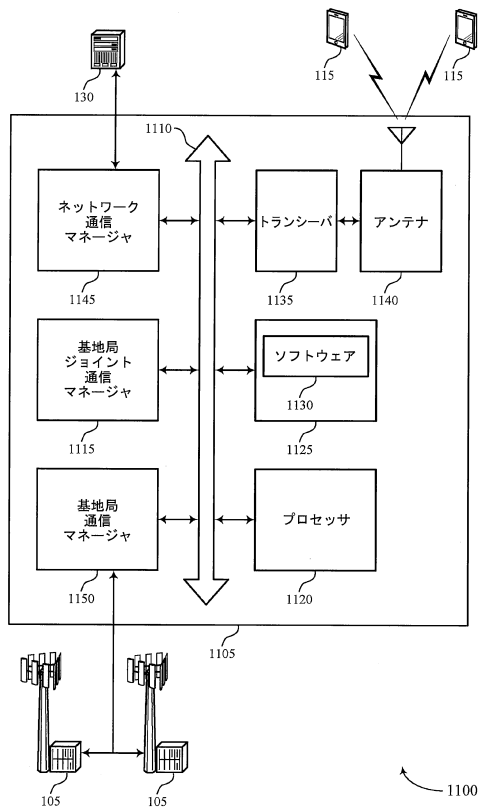 115
115
130
1110
ネットワーク
通信
マネージャ
1145
トランシーバ
1135
アンテナ
1140
基地局
ジョイント
通信
マネージャ
1115
ソフトウェア
1130
1125
基地局
通信
マネージャ
1150
プロセッサ
1120
1105
105
105
1100